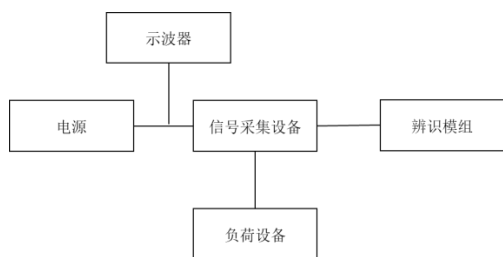 示波器
电源
信号采集设备
辨识模组
负荷设备